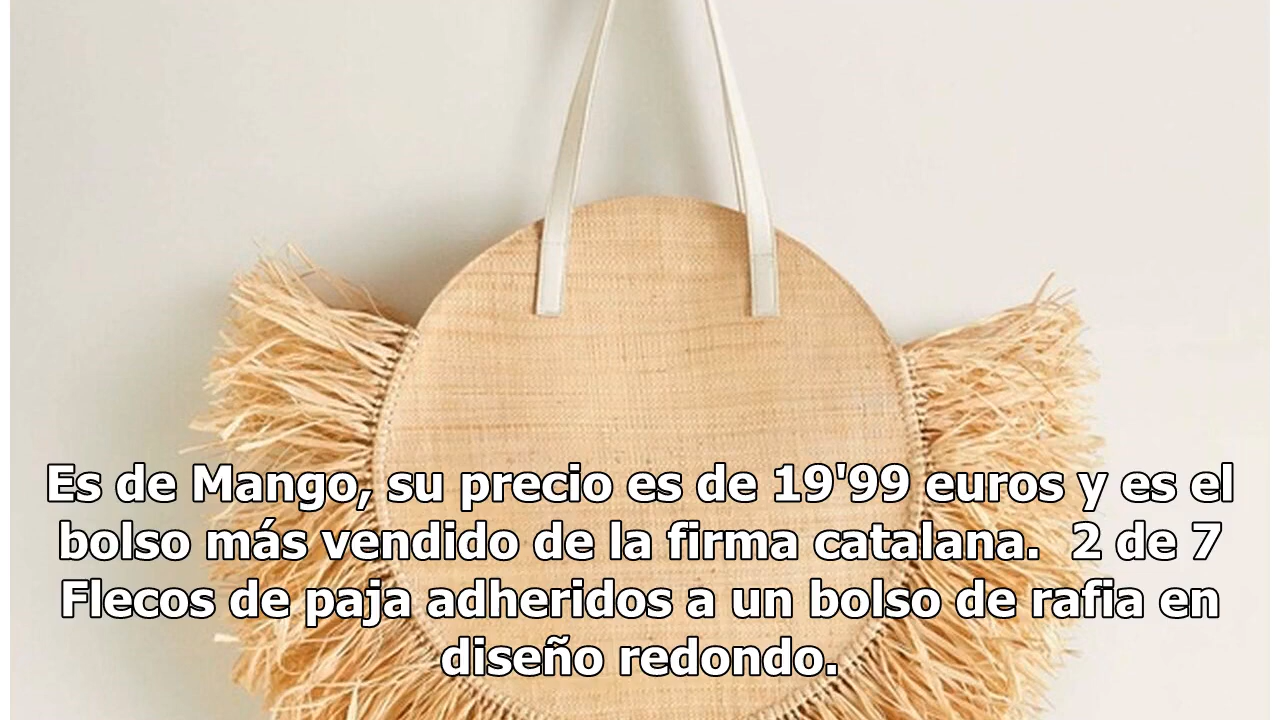 Es de Mango, su precio es de 19'99 euros y es el
bolso más vendido de la firma catalana.  2 de 7
Flecos de paja adheridos a un bolso de rafia en
diseño redondo.